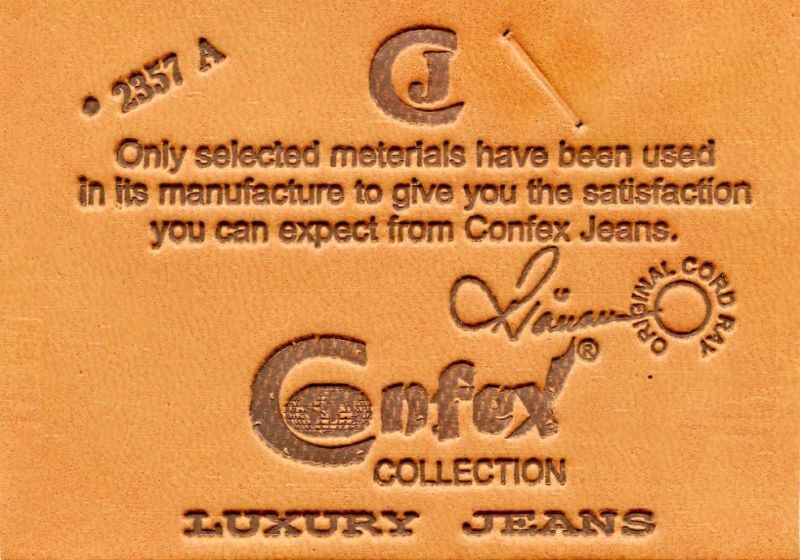 • 2357 A
CJ
Only selected meterials have been used
in its manufacture to give you the satisfaction
you can expect from Confex Jeans.
ORIGINAL CORD RAY
Confex®
COLLECTION
LUXURY JEANS